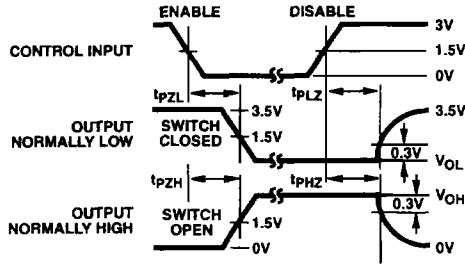 ENABLE
DISABLE
3V
CONTROL INPUT
1.5V
0V
tPZL
tPLZ
3.5V
3.5V
OUTPUT
NORMALLY LOW
SWITCH
CLOSED
1.5V
0.3V
VOL
tPZH
tPHZ
VOH
0.3V
OUTPUT
NORMALLY HIGH
SWITCH
OPEN
1.5V
0V
0V